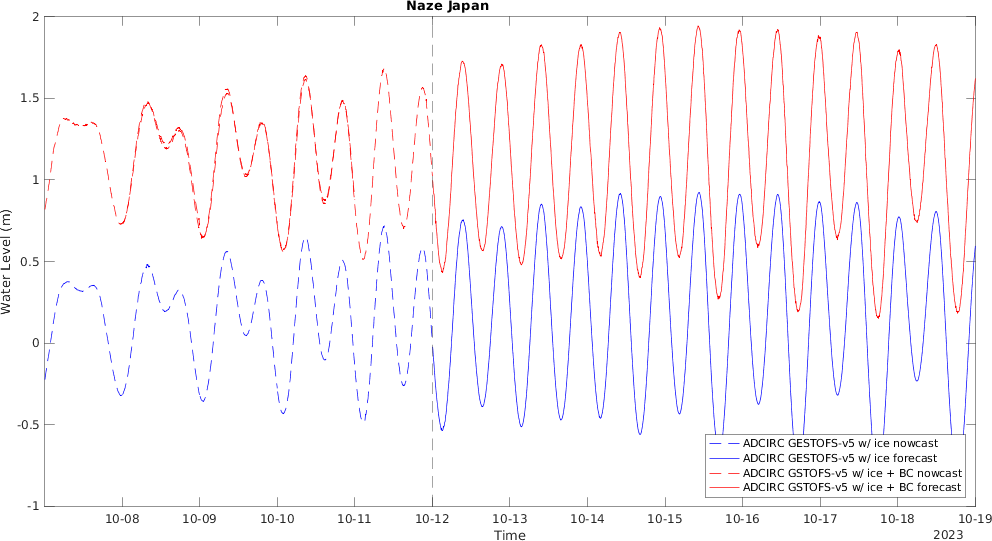 Naze Japan
2
1.5
1
0.5
0
-0.5
-1
Water Level (m)
10-08 10-09 10-10 10-11 10-12 10-13 10-14 10-15 10-16 10-17 10-18 10-19
Time
2023
ADCIRC GESTOFS-v5 w/ ice nowcast
ADCIRC GESTOFS-v5 w/ ice forecast
ADCIRC GSTOFS-v5 w/ ice + BC nowcast
ADCIRC GSTOFS-v5 w/ ice + BC forecast